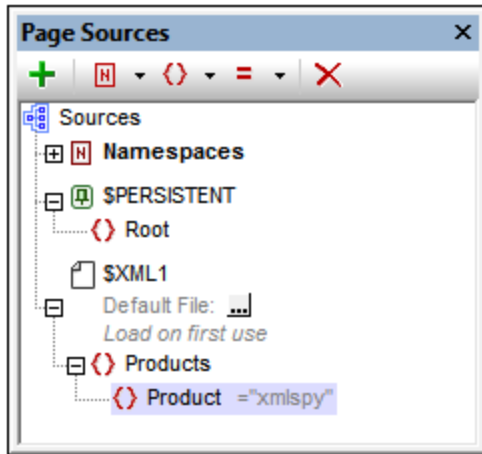 Page Sources
Sources
Namespaces
$PERSISTENT
{} Root
$XML1
Default File: ...
Load on first use
{} Products
{} Product ="xmlspy"